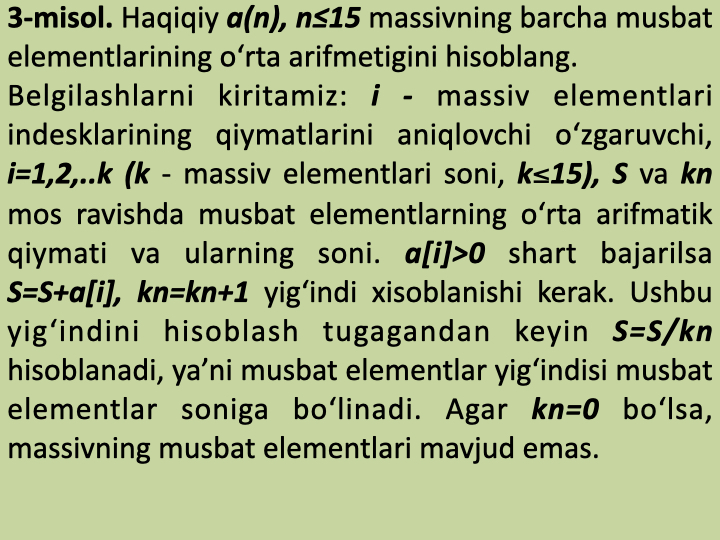 3-misol. Haqiqiy a(n), n≤15 massivning barcha musbat
elementlarining o‘rta arifmetigini hisoblang.
Belgilashlarni kiritamiz: i - massiv elementlari
indesklarining qiymatlarini aniqlovchi o‘zgaruvchi,
i=1,2,..k (k - massiv elementlari soni, k≤15), S va kn
mos ravishda musbat elementlarning o‘rta arifmatik
qiymati va ularning soni. a[i]>0 shart bajarilsa
S=S+a[i], kn=kn+1 yig‘indi xisoblanishi kerak. Ushbu
yig‘indini hisoblash tugagandan keyin S=S/kn
hisoblanadi, ya’ni musbat elementlar yig‘indisi musbat
elementlar soniga bo‘linadi. Agar kn=0 bo‘lsa,
massivning musbat elementlari mavjud emas.